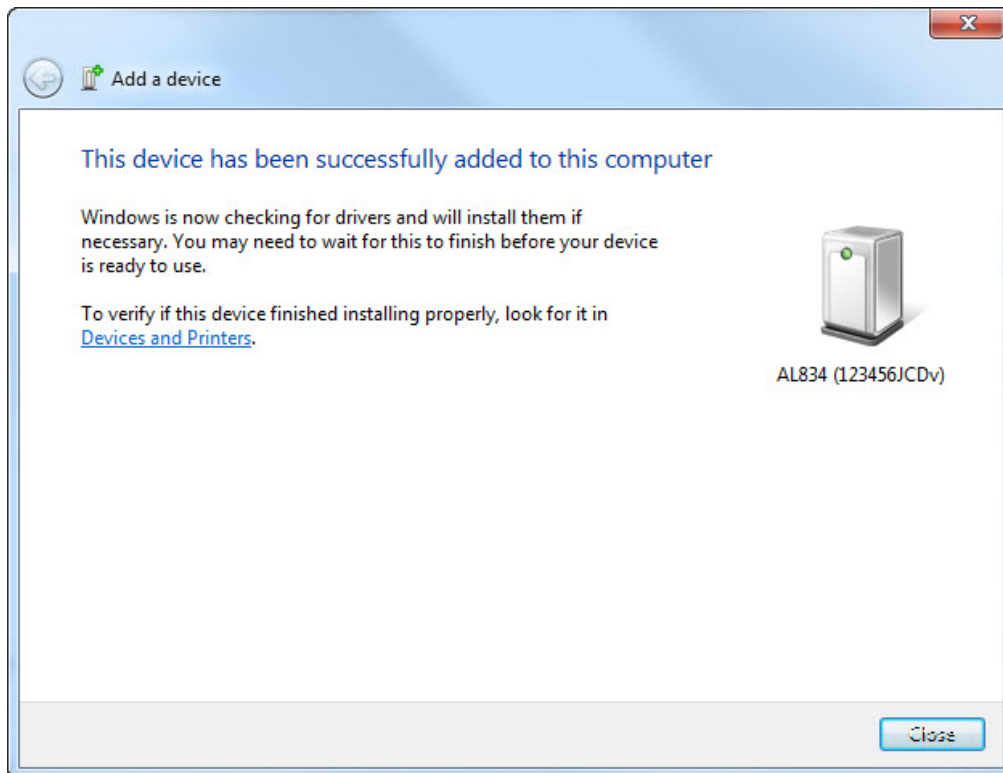 Add a device
This device has been successfully added to this computer
Windows is now checking for drivers and will install them if
necessary. You may need to wait for this to finish before your device
is ready to use.
To verify if this device finished installing properly, look for it in
Devices and Printers.
AL834 (123456JCDv)
Close